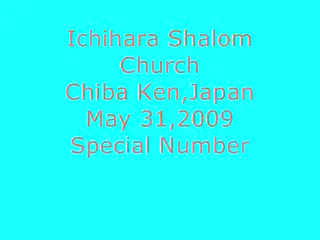 Ichihara Shalom
Church
Chiba Ken,Japan
May 31,2009
Special Number